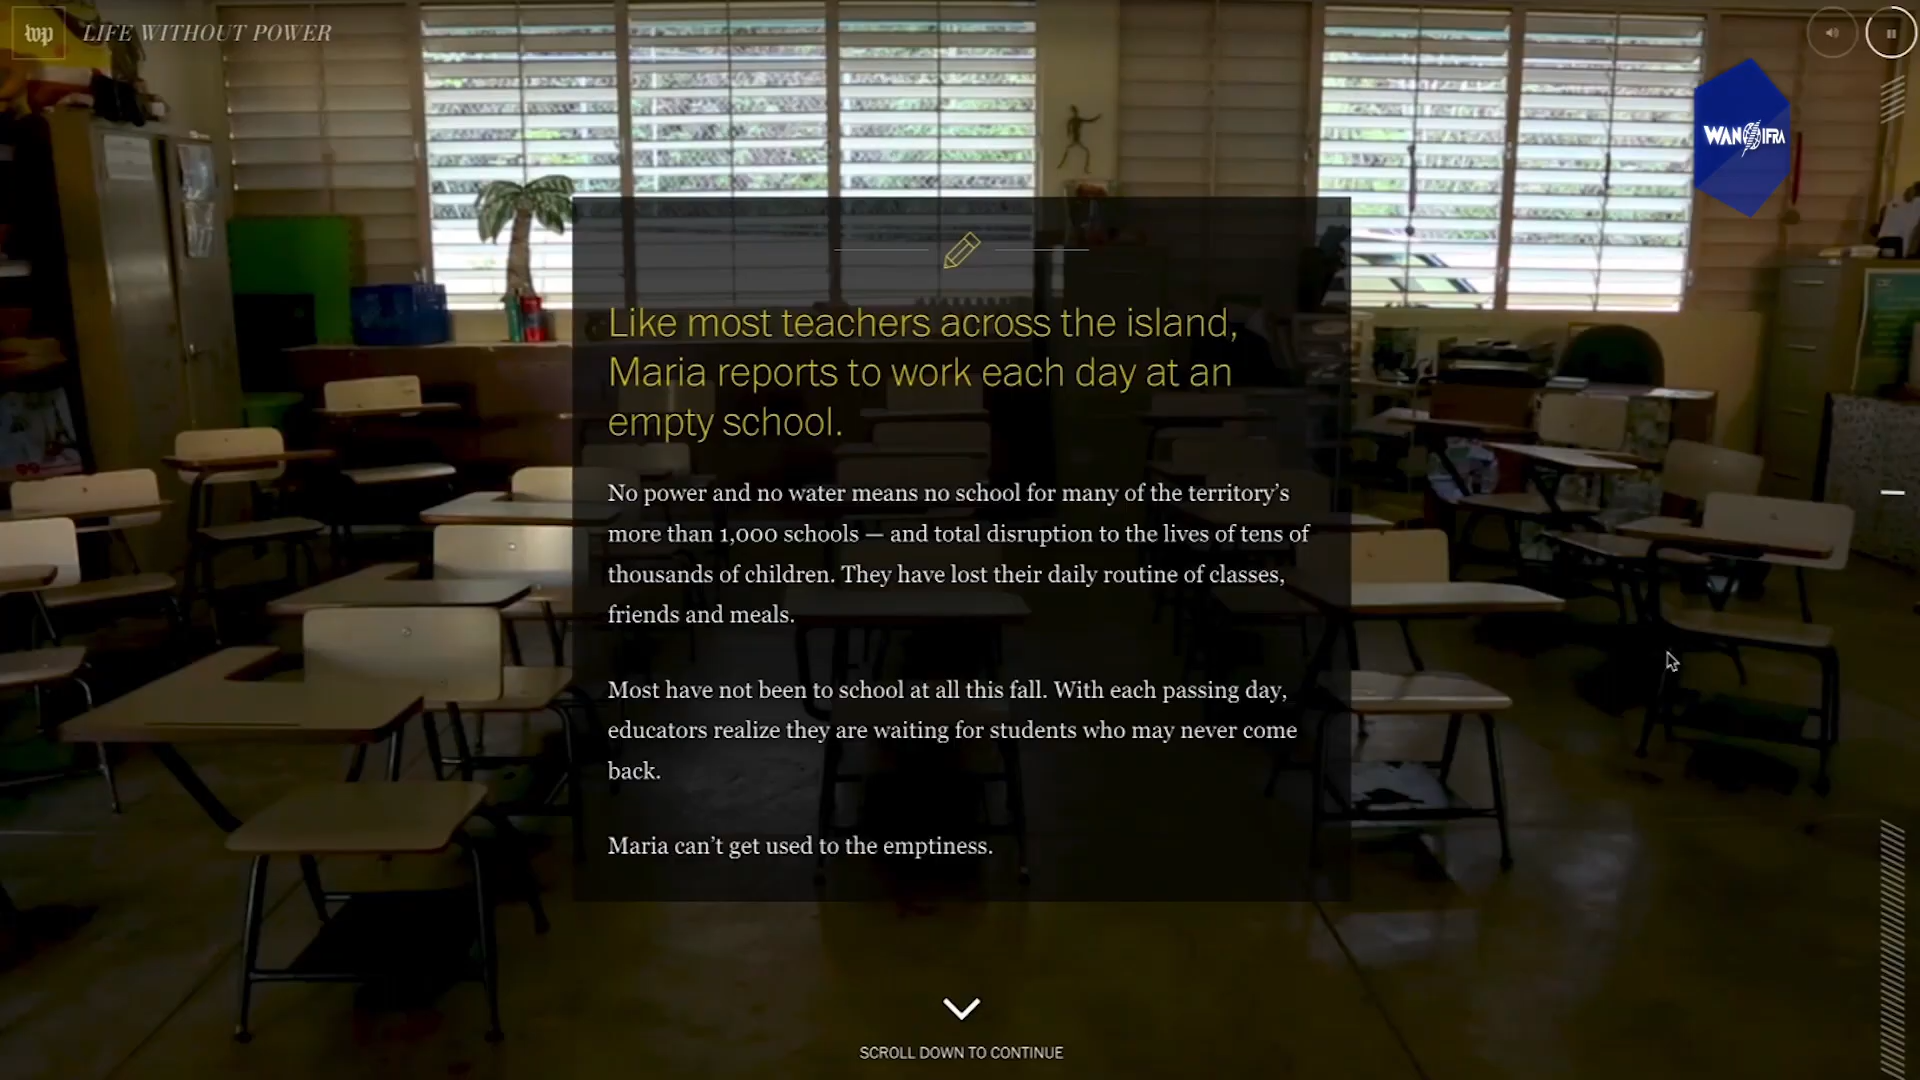 wp LIFE WITHOUT POWER
WAN IFRA
Like most teachers across the island,
Maria reports to work each day at an
empty school.
No power and no water means no school for many of the territory’s
more than 1,000 schools — and total disruption to the lives of tens of
thousands of children. They have lost their daily routine of classes,
friends and meals.
Most have not been to school at all this fall. With each passing day,
educators realize they are waiting for students who may never come
back.
Maria can’t get used to the emptiness.
SCROLL DOWN TO CONTINUE